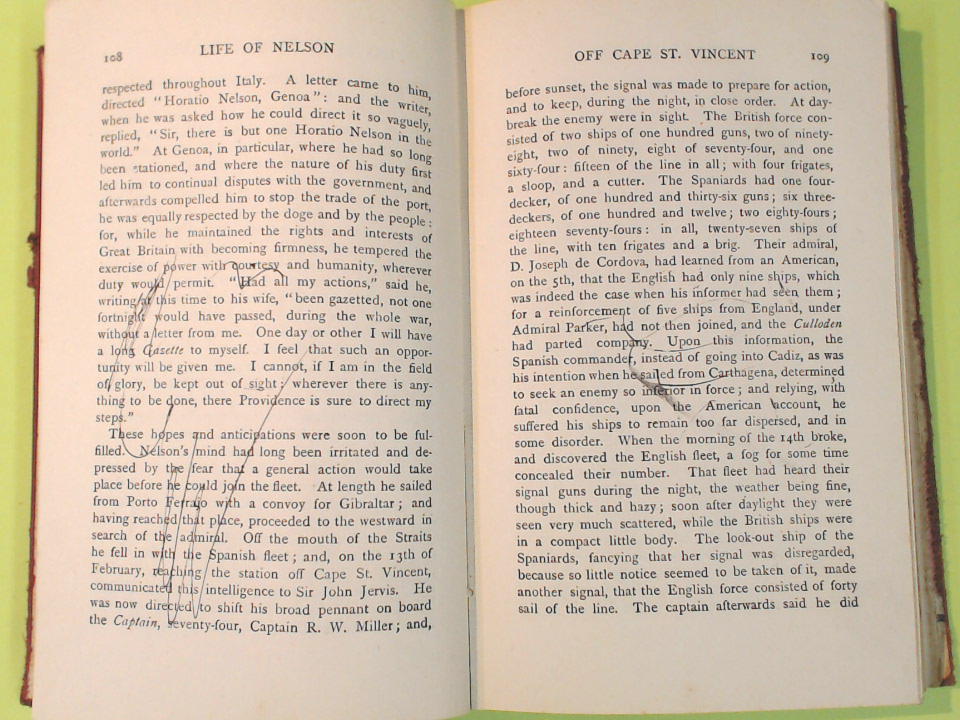 108 LIFE OF NELSON
respected throughout Italy. A letter came to him,
directed "Horatio Nelson, Genoa": and the writer,
when he was asked how he could direct it so vaguely,
replied, "Sir, there is but one Horatio Nelson in the
world." At Genoa, in particular, where he had so long
been stationed, and where the nature of his duty first
led him to continual disputes with the government, and
afterwards compelled him to stop the trade of the port,
he was equally respected by the doge and by the people:
for, while he maintained the rights and interests of
Great Britain with becoming firmness, he tempered the
exercise of power with courtesy and humanity, wherever
duty would permit. "Had all my actions," said he,
writing at this time to his wife, "been gazetted, not one
fortnight would have passed, during the whole war,
without a letter from me. One day or other I will have
a long Gazette to myself. I feel that such an oppor-
tunity will be given me. I cannot, if I am in the field
of glory, be kept out of sight; wherever there is any-
thing to be done, there Providence is sure to direct my
steps."
These hopes and anticipations were soon to be ful-
filled. Nelson's mind had long been irritated and de-
pressed by the fear that a general action would take
place before he could join the fleet. At length he sailed
from Porto Ferrajo with a convoy for Gibraltar; and
having reached that place, proceeded to the westward in
search of the admiral. Off the mouth of the Straits
he fell in with the Spanish fleet; and, on the 13th of
February, reaching the station off Cape St. Vincent,
communicated this intelligence to Sir John Jervis. He
was now directed to shift his broad pennant on board
the Captain, seventy-four, Captain R. W. Miller; and,
OFF CAPE ST. VINCENT 109
before sunset, the signal was made to prepare for action,
and to keep, during the night, in close order. At day-
break the enemy were in sight. The British force con-
sisted of two ships of one hundred guns, two of ninety-
eight, two of ninety, eight of seventy-four, and one
sixty-four: fifteen of the line in all; with four frigates,
a sloop, and a cutter. The Spaniards had one four-
decker, of one hundred and thirty-six guns; six three-
deckers, of one hundred and twelve; two eighty-fours;
eighteen seventy-fours: in all, twenty-seven ships of
the line, with ten frigates and a brig. Their admiral,
D. Joseph de Cordova, had learned from an American,
on the 5th, that the English had only nine ships, which
was indeed the case when his informer had seen them;
for a reinforcement of five ships from England, under
Admiral Parker, had not then joined, and the Culloden
had parted company. Upon this information, the
Spanish commander, instead of going into Cadiz, as was
his intention when he sailed from Carthagena, determined
to seek an enemy so inferior in force; and relying, with
fatal confidence, upon the American account, he
suffered his ships to remain too far dispersed, and in
some disorder. When the morning of the 14th broke,
and discovered the English fleet, a fog for some time
concealed their number. That fleet had heard their
signal guns during the night, the weather being fine,
though thick and hazy; soon after daylight they were
seen very much scattered, while the British ships were
in a compact little body. The look-out ship of the
Spaniards, fancying that her signal was disregarded,
because so little notice seemed to be taken of it, made
another signal, that the English force consisted of forty
sail of the line. The captain afterwards said he did